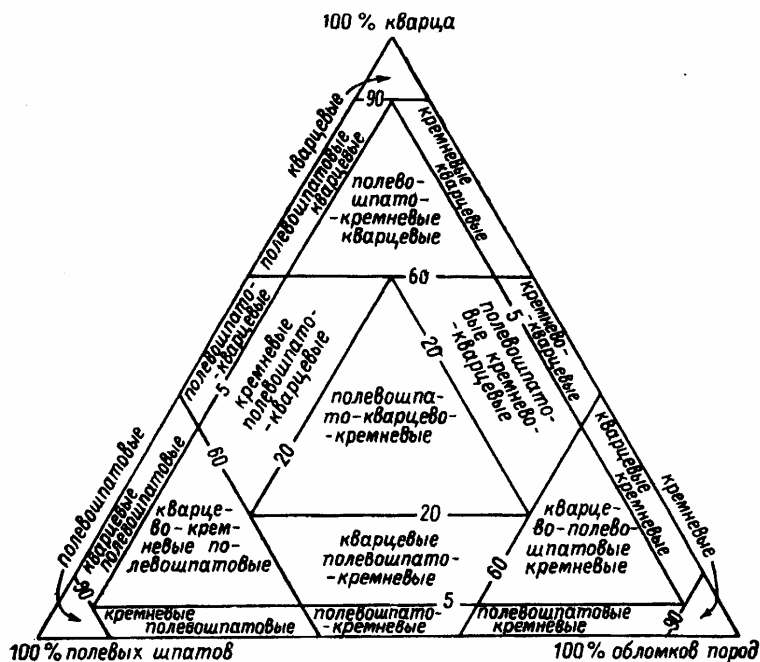 100 % кварца
кварцевые
90
полевошпатовые
кварцевые
кремневые
кварцевые
полево-
шпато-
-кремневые
кварцевые
60
полевошпато-
-кварцевые
5
кремневые
полевошпато-
-кварцевые
20
полевошпа-
то-кварцево-
-кремневые
20
полевошпато-
вые кремнево-
-кварцевые
5
кремнево-
-кварцевые
полевошпатовые
кварцевые
полевошпатовые
60
кварце-
во-крем-
невые по-
левошпатовые
20
кварцевые
полевошпато-
-кремневые
60
кварце-
во-полево-
шпатовые
кремневые
кварцевые
кремневые
кремневые
90
кремневые
полевошпатовые
полевошпато-
-кремневые
5
полевошпатовые
кремневые
90
100 % полевых шпатов
100 % обломков пород